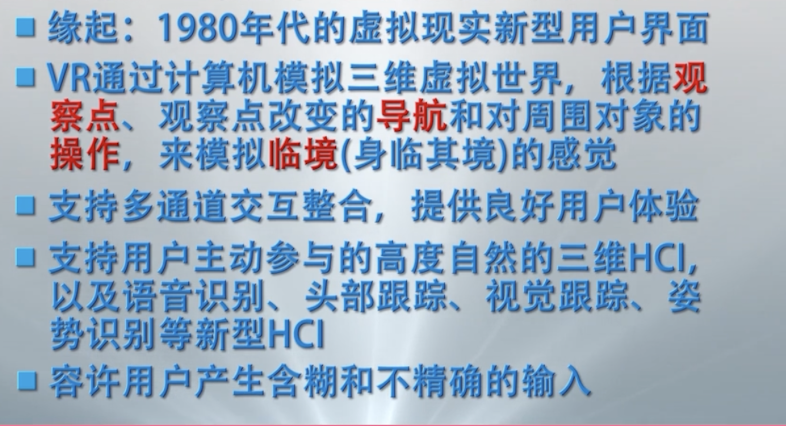 ■ 缘起：1980年代的虚拟现实新型用户界面
■ VR通过计算机模拟三维虚拟世界，根据观
察点、观察点改变的导航和对周围对象的
操作，来模拟临境(身临其境)的感觉
■ 支持多通道交互整合，提供良好用户体验
■ 支持用户主动参与的高度自然的三维HCI,
以及语音识别、头部跟踪、视觉跟踪、姿
势识别等新型HCI
■ 容许用户产生含糊和不精确的输入